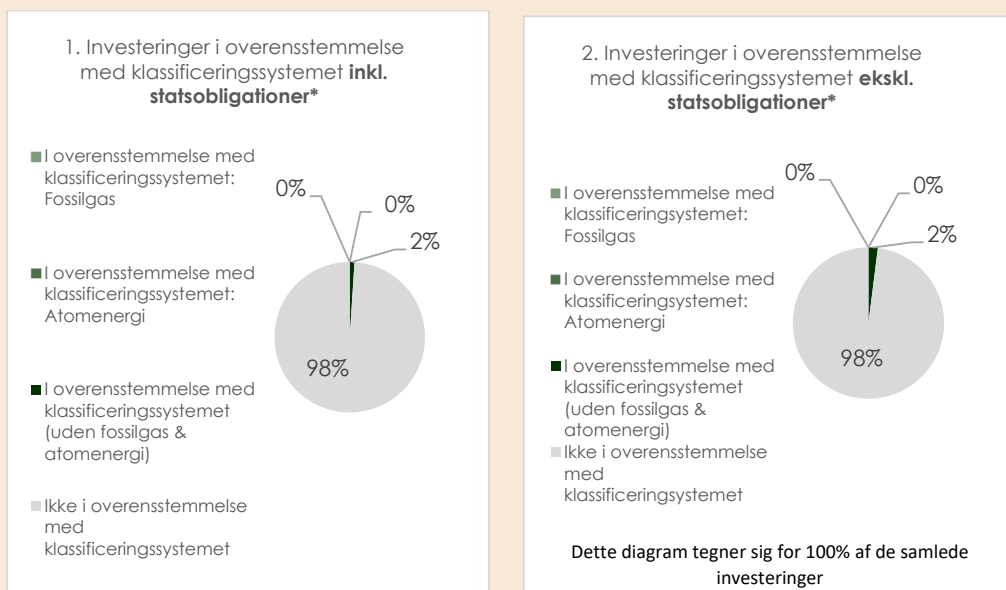 1. Investeringer i overensstemmelse
med klassificeringssystemet inkl.
statsobligationer*
I overensstemmelse med
klassificeringssystemet:
Fossilgas
I overensstemmelse med
klassificeringssystemet:
Atomenergi
I overensstemmelse med
klassificeringssystemet
(uden fossilgas &
atomenergi)
Ikke i overensstemmelse
med
klassificeringsystemet
0%
0%
2%
98%
2. Investeringer i overensstemmelse
med klassificeringssystemet ekskl.
statsobligationer*
I overensstemmelse med
klassificeringsystemet:
Fossilgas
I overensstemmelse med
klassificeringsystemet:
Atomenergi
I overensstemmelse med
klassificeringsystemet
(uden fossilgas &
atomenergi)
Ikke i overensstemmelse
med
klassificeringsystemet
0%
0%
2%
98%
Dette diagram tegner sig for 100% af de samlede
investeringer